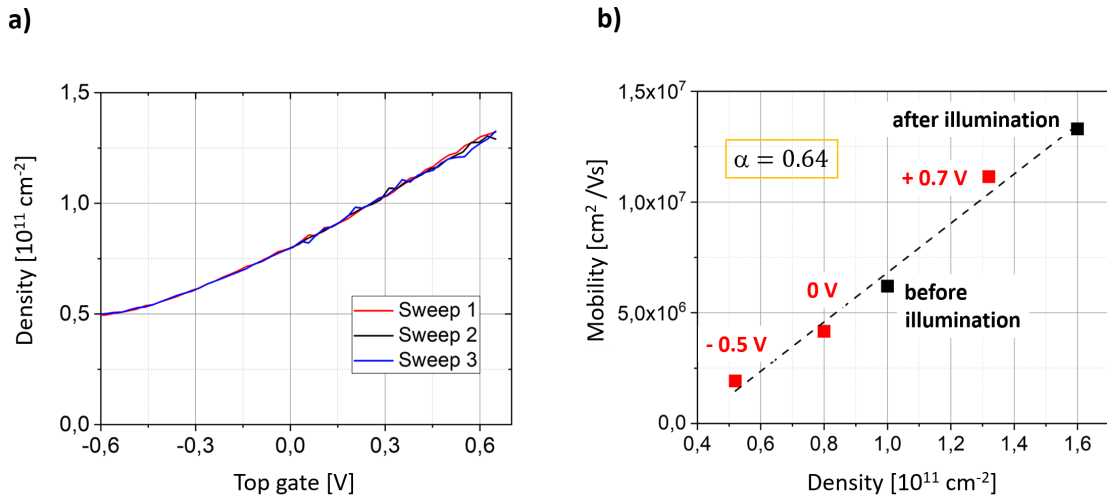 a)
1,5
1,0
0,5
0,0
-0,6
-0,3
0,0
0,3
0,6
Density [10¹¹ cm⁻²]
Top gate [V]
Sweep 1
Sweep 2
Sweep 3
b)
1,5x10⁷
1,0x10⁷
5,0x10⁶
0,0
0,4
0,6
0,8
1,0
1,2
1,4
1,6
Mobility [cm² /Vs]
Density [10¹¹ cm⁻²]
α = 0.64
after illumination
+ 0.7 V
0 V
before
illumination
- 0.5 V